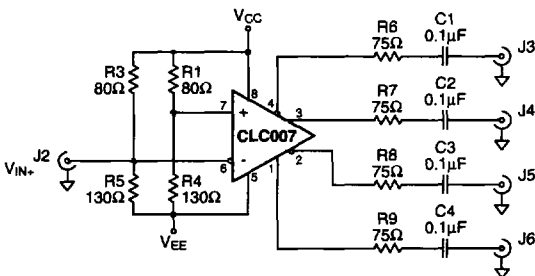 VCC
R6
75Ω
C1
0.1µF
J3
R3
80Ω
R1
80Ω
8
4
7
+
3
R7
75Ω
C2
0.1µF
J4
CLC007
VIN+
J2
6
-
2
5
1
R8
75Ω
C3
0.1µF
J5
R5
130Ω
R4
130Ω
VEE
R9
75Ω
C4
0.1µF
J6